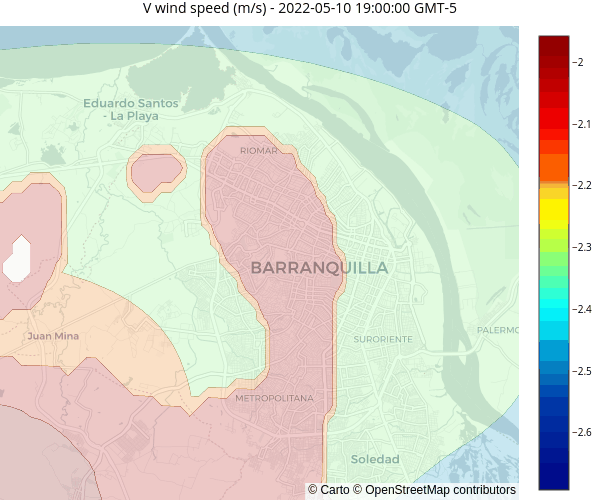 V wind speed (m/s) - 2022-05-10 19:00:00 GMT-5
−2
−2.1
−2.2
−2.3
−2.4
−2.5
−2.6
Eduardo Santos
- La Playa
RIOMAR
BARRANQUILLA
Juan Mina
SURORIENTE
PALERMO
METROPOLITANA
Soledad
© Carto © OpenStreetMap contributors